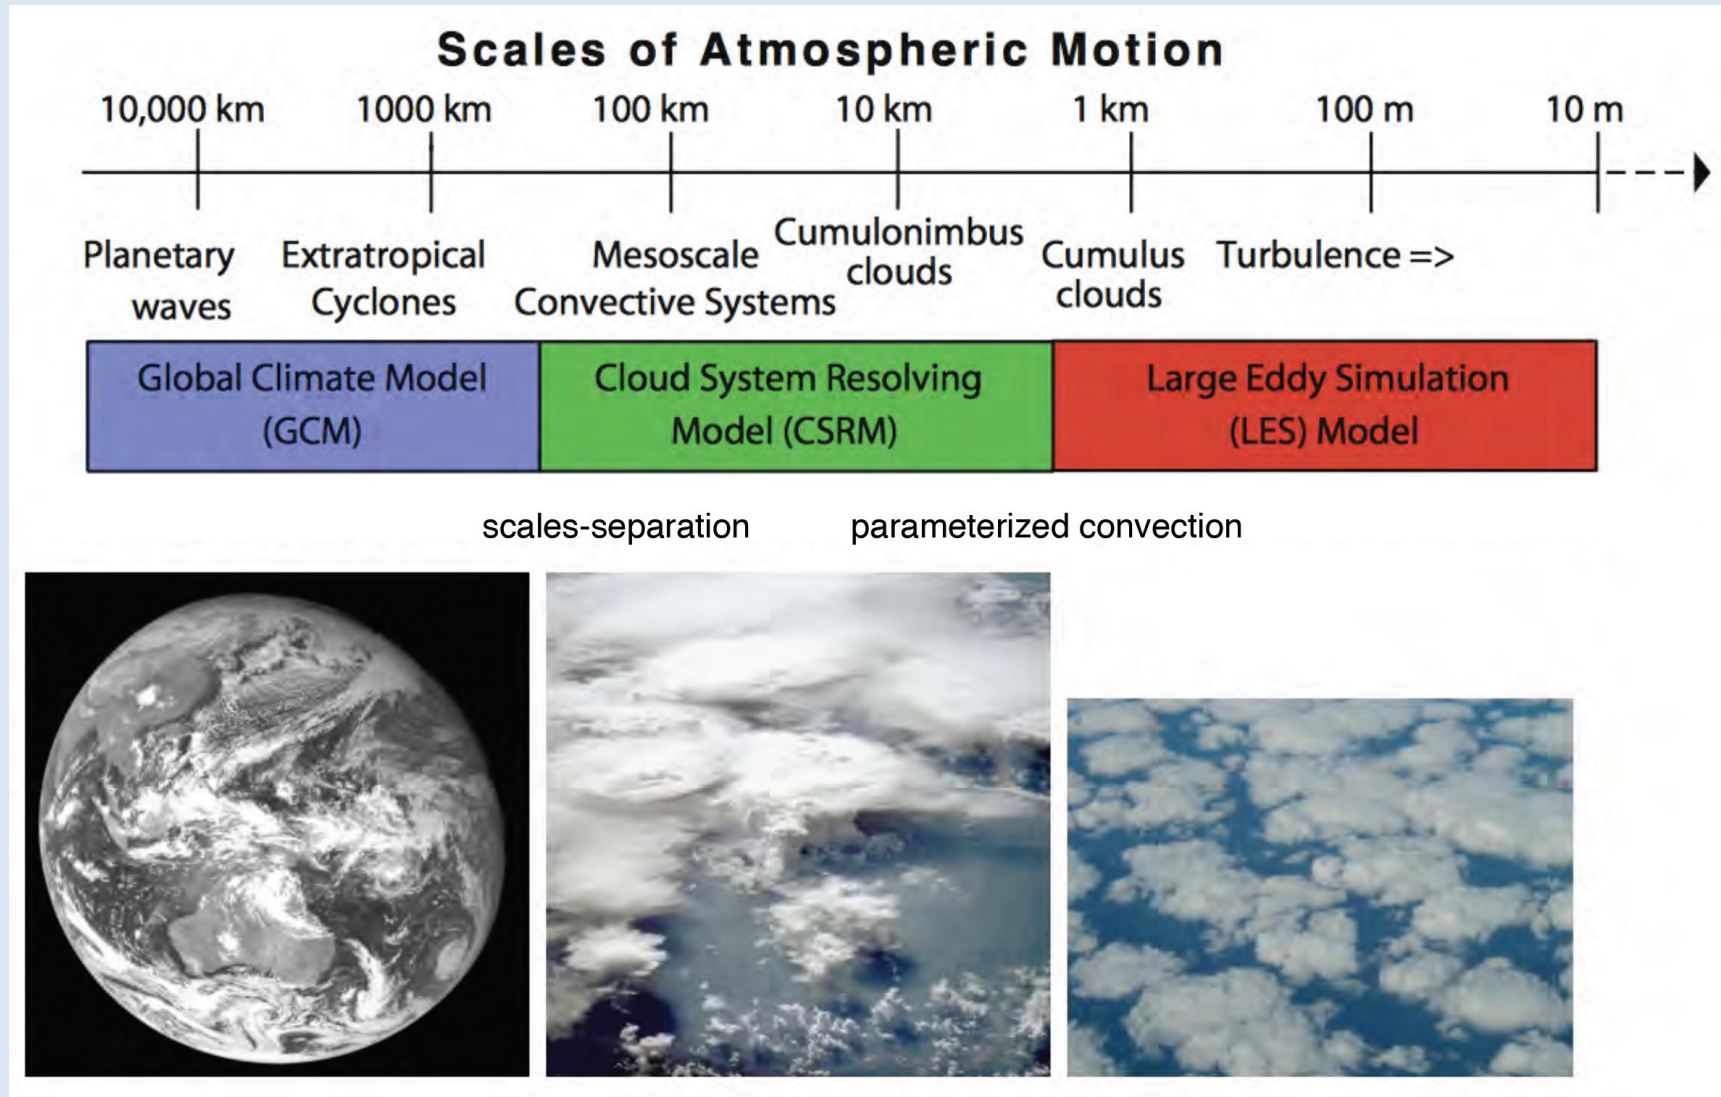 Scales of Atmospheric Motion
10,000 km 1000 km 100 km 10 km 1 km 100 m 10 m
Planetary
waves
Extratropical
Cyclones
Mesoscale
Convective Systems
Cumulonimbus
clouds
Cumulus
clouds
Turbulence =>
Global Climate Model
(GCM)
Cloud System Resolving
Model (CSRM)
Large Eddy Simulation
(LES) Model
scales-separation
parameterized convection